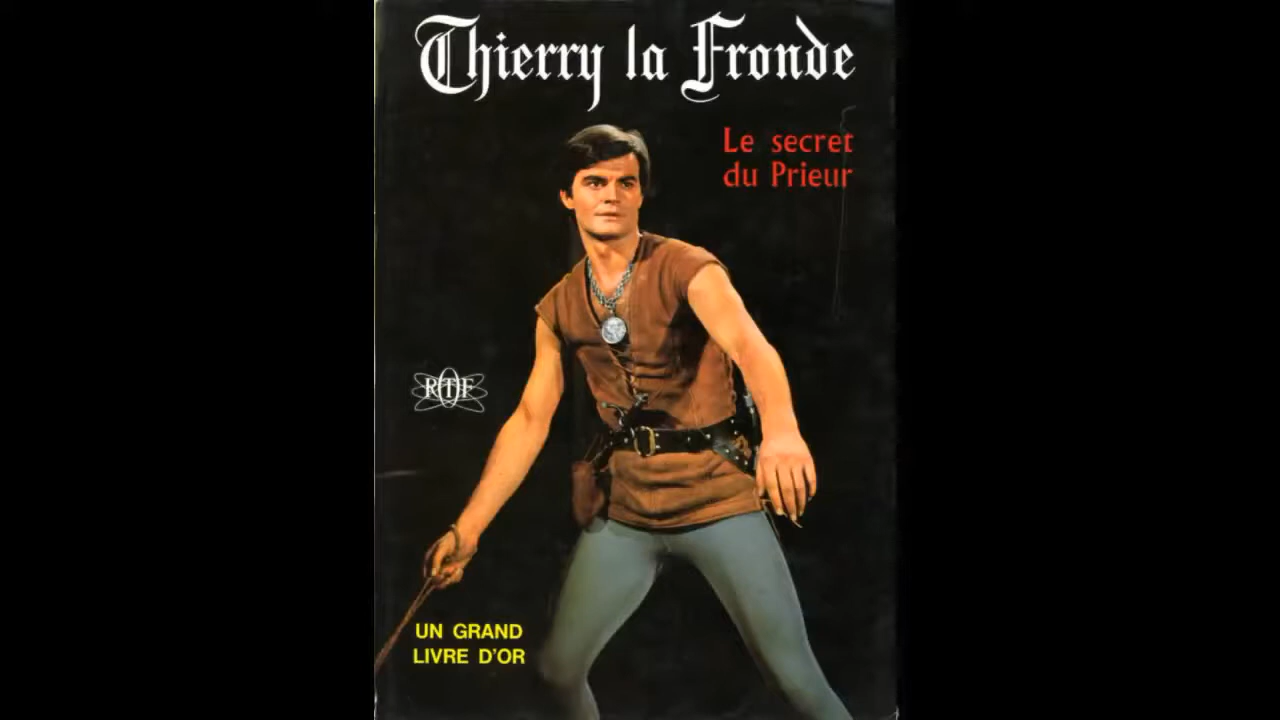 Thierry la Fronde
Le secret
du Prieur
RTF
UN GRAND
LIVRE D'OR